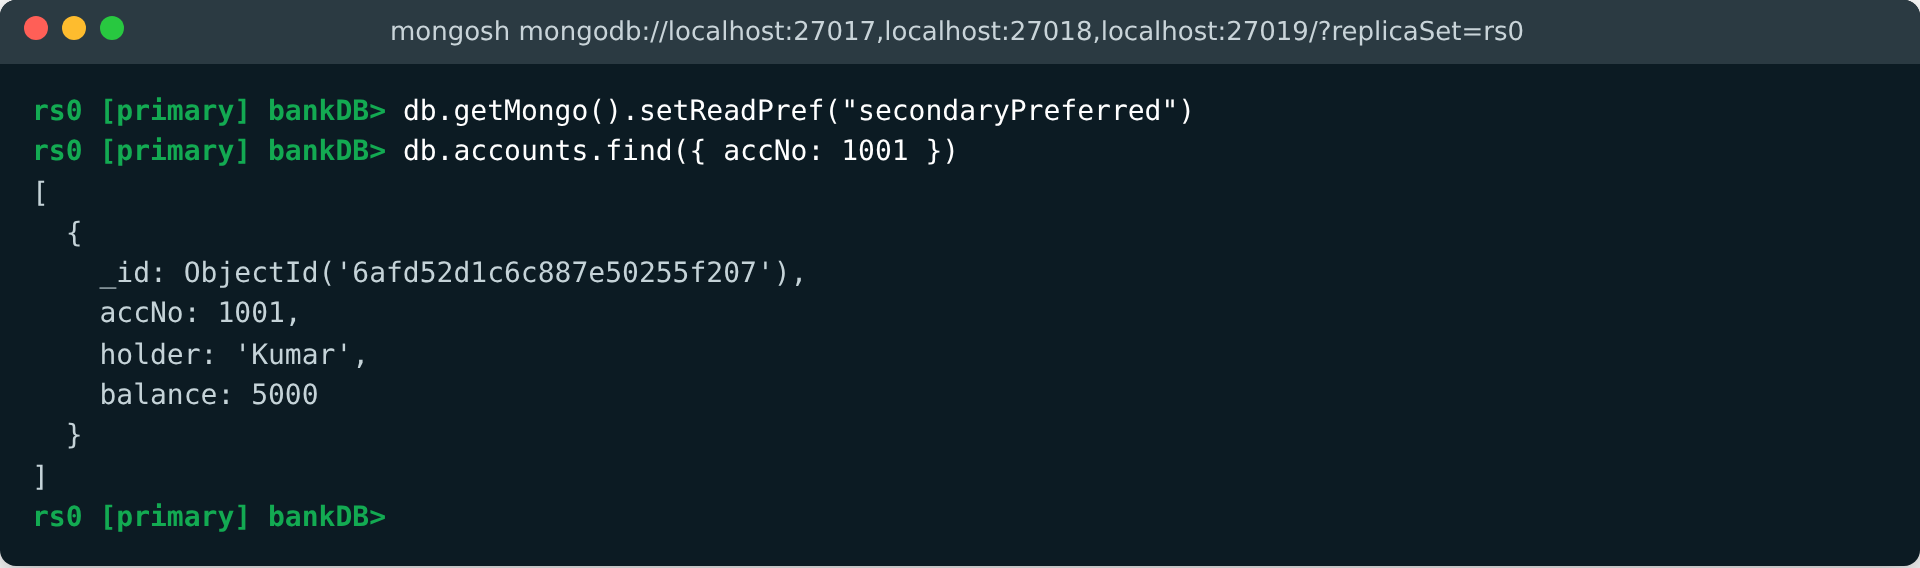 mongosh mongodb://localhost:27017,localhost:27018,localhost:27019/?replicaSet=rs0
rs0 [primary] bankDB> db.getMongo().setReadPref("secondaryPreferred")
rs0 [primary] bankDB> db.accounts.find({ accNo: 1001 })
[
  {
    _id: ObjectId('6afd52d1c6c887e50255f207'),
    accNo: 1001,
    holder: 'Kumar',
    balance: 5000
  }
]
rs0 [primary] bankDB>